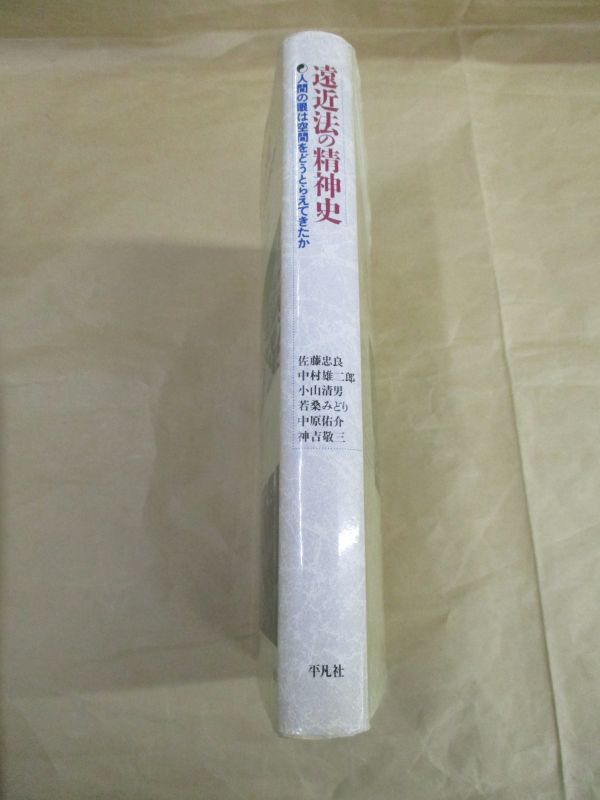 遠近法の精神史
人間の眼は空間をどうとらえてきたか
佐藤忠良
中村雄二郎
小山清男
若桑みどり
中原佑介
神吉敬三
平凡社